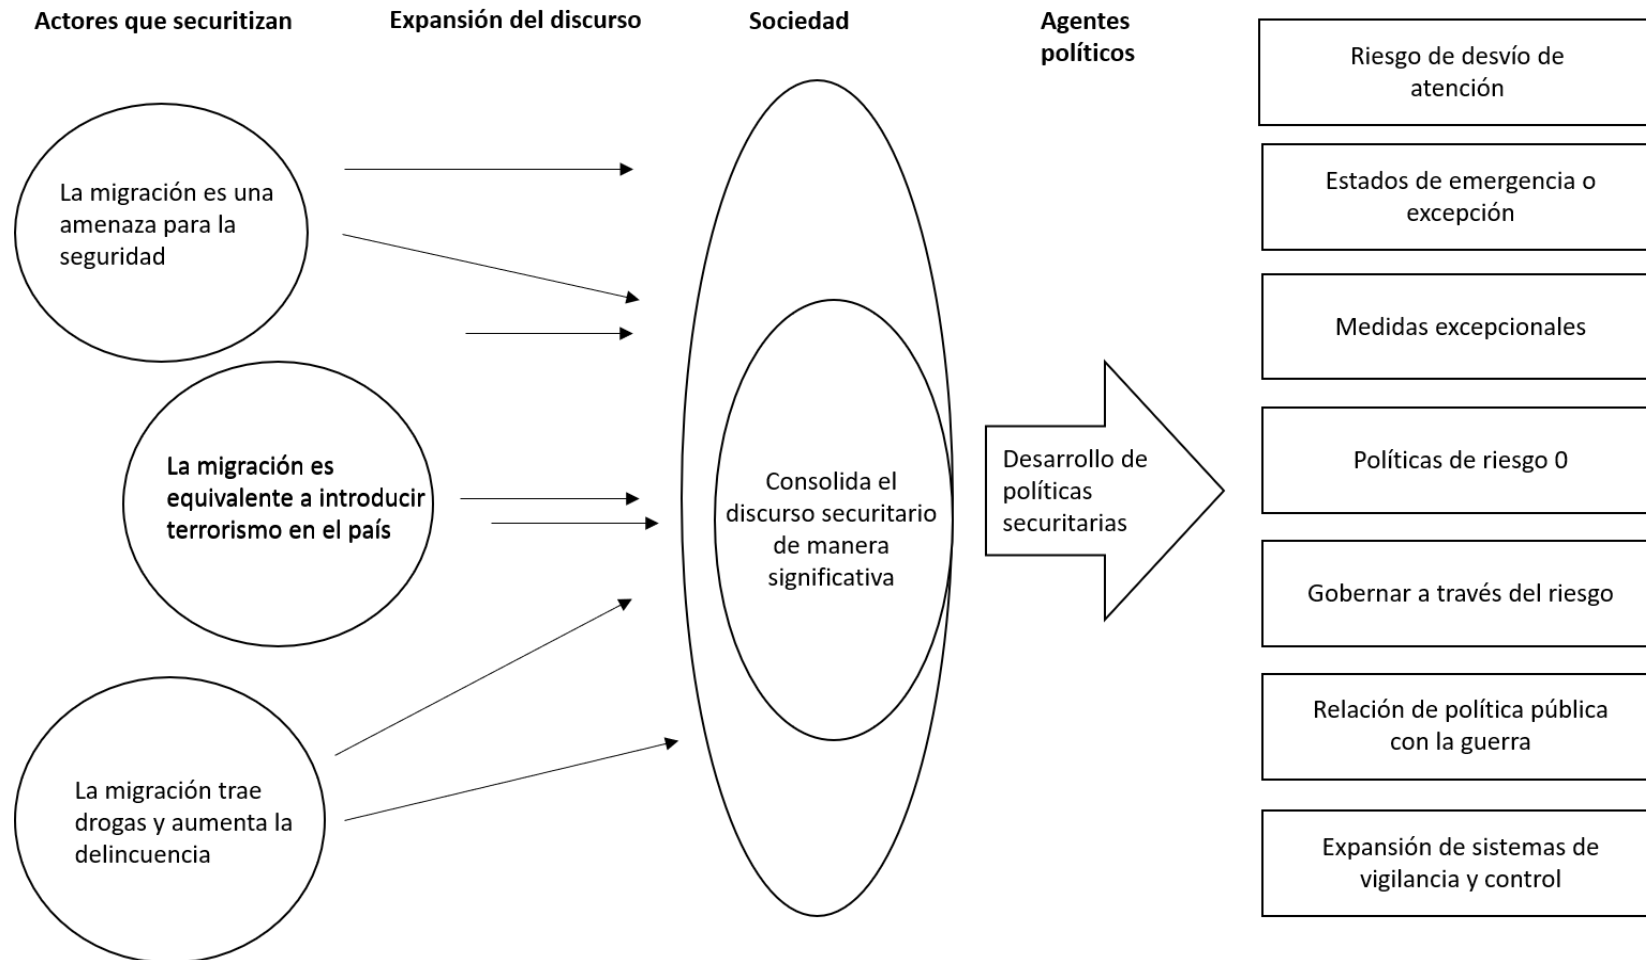 Actores que securitizan
Expansión del discurso
Sociedad
Agentes
políticos
La migración es una
amenaza para la
seguridad
La migración es
equivalente a introducir
terrorismo en el país
La migración trae
drogas y aumenta la
delincuencia
Consolida el
discurso securitario
de manera
significativa
Desarrollo de
políticas
securitarias
Riesgo de desvío de
atención
Estados de emergencia o
excepción
Medidas excepcionales
Políticas de riesgo 0
Gobernar a través del riesgo
Relación de política pública
con la guerra
Expansión de sistemas de
vigilancia y control